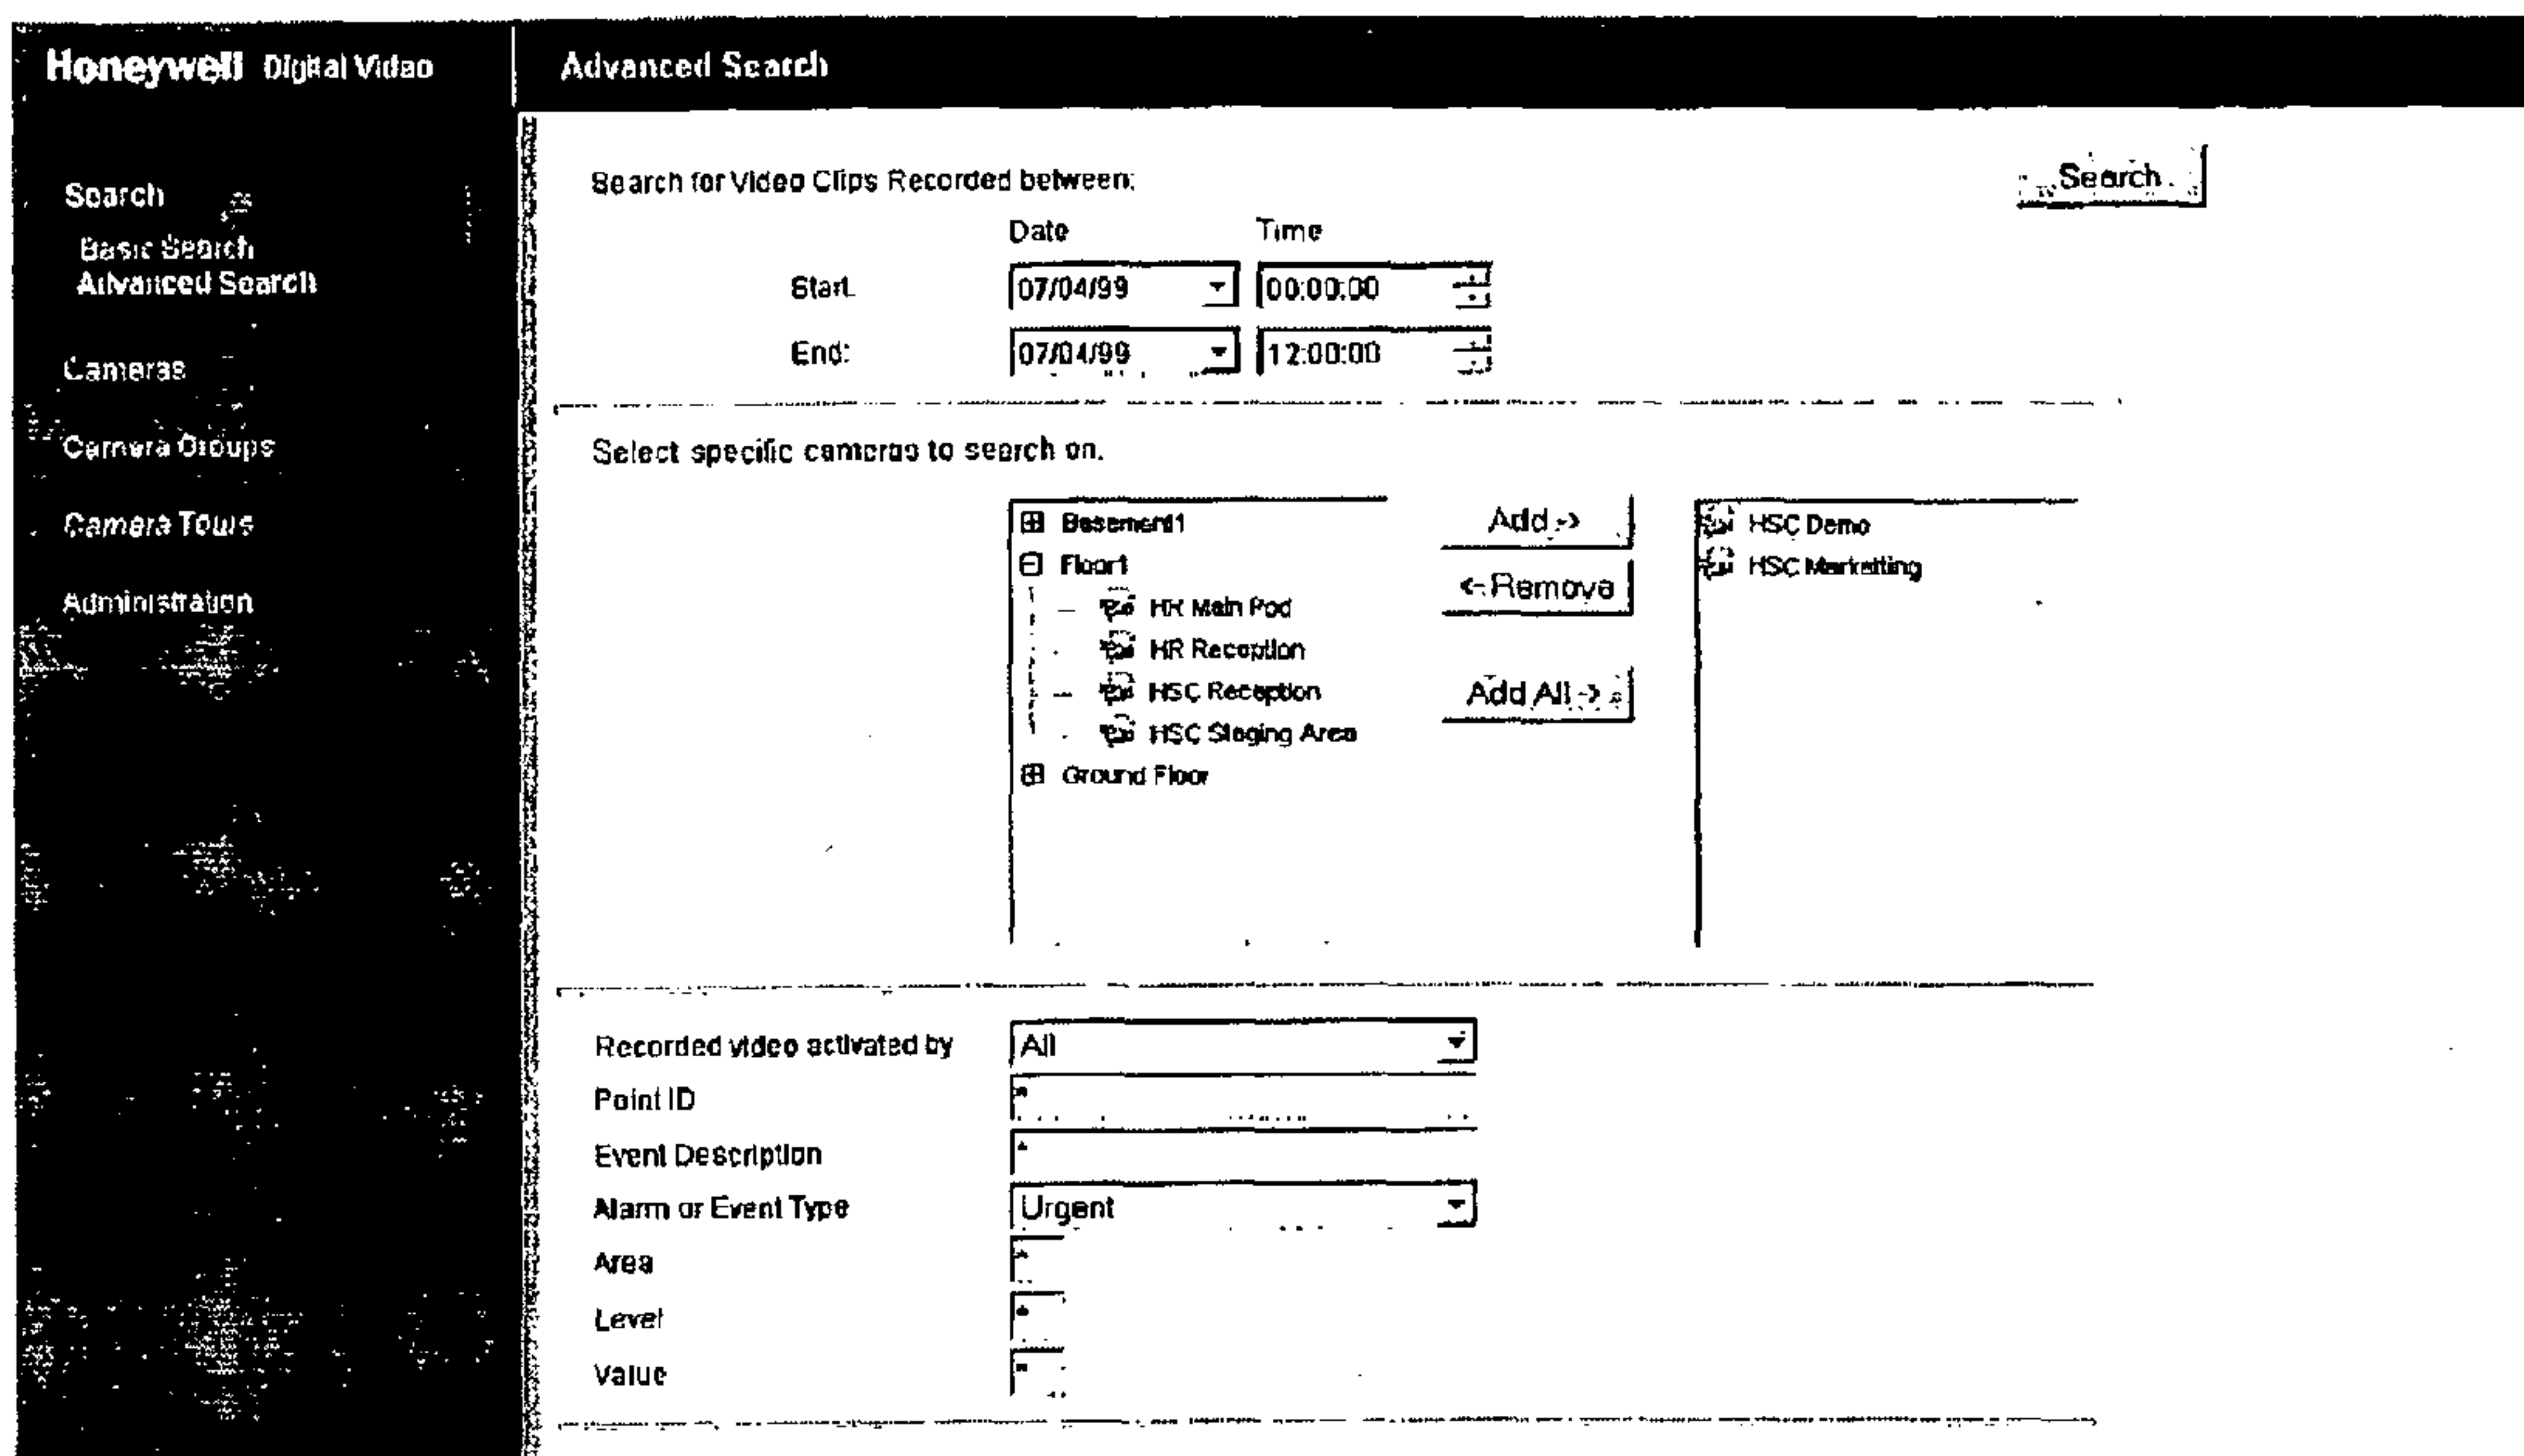 Honeywell Digital Video
Advanced Search
Search
Basic Search
Advanced Search
Cameras
Camera Groups
Camera Tours
Administration
Search for Video Clips Recorded between:
Search
Date Time
Start 07/04/99 00:00:00
End: 07/04/99 12:00:00
Select specific cameras to search on.
Basement1
Floor1
HR Main Pod
HR Reception
HSC Reception
HSC Staging Area
Ground Floor
Add ->
<- Remove
Add All ->
HSC Demo
HSC Marketting
Recorded video activated by All
Point ID *
Event Description *
Alarm or Event Type Urgent
Area *
Level *
Value *